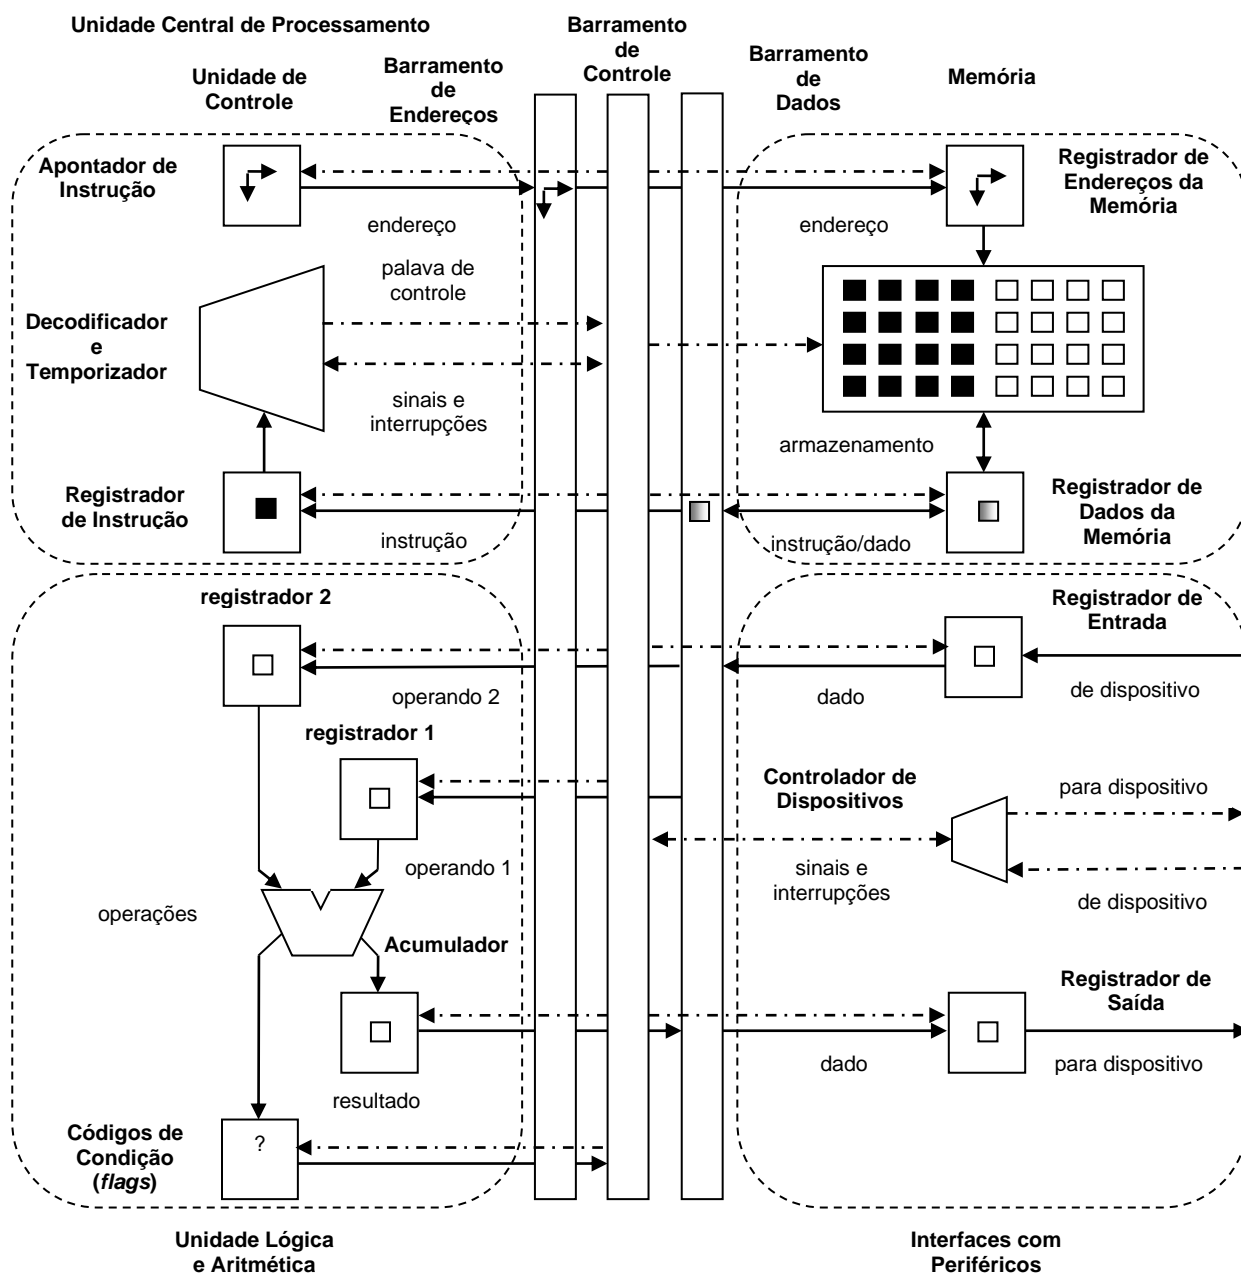 Unidade Central de Processamento
Barramento
de
Controle
Unidade de
Controle
Barramento
de
Endereços
Barramento
de
Dados
Memória
Apontador de
Instrução
endereço
endereço
Registrador de
Endereços da
Memória
palava de
controle
Decodificador
e
Temporizador
sinais e
interrupções
armazenamento
Registrador
de Instrução
instrução
instrução/dado
Registrador de
Dados da
Memória
registrador 2
operando 2
dado
Registrador de
Entrada
de dispositivo
registrador 1
operando 1
Controlador de
Dispositivos
sinais e
interrupções
para dispositivo
de dispositivo
operações
Acumulador
resultado
dado
Registrador de
Saída
para dispositivo
Códigos de
Condição
(flags)
?
Unidade Lógica
e Aritmética
Interfaces com
Periféricos